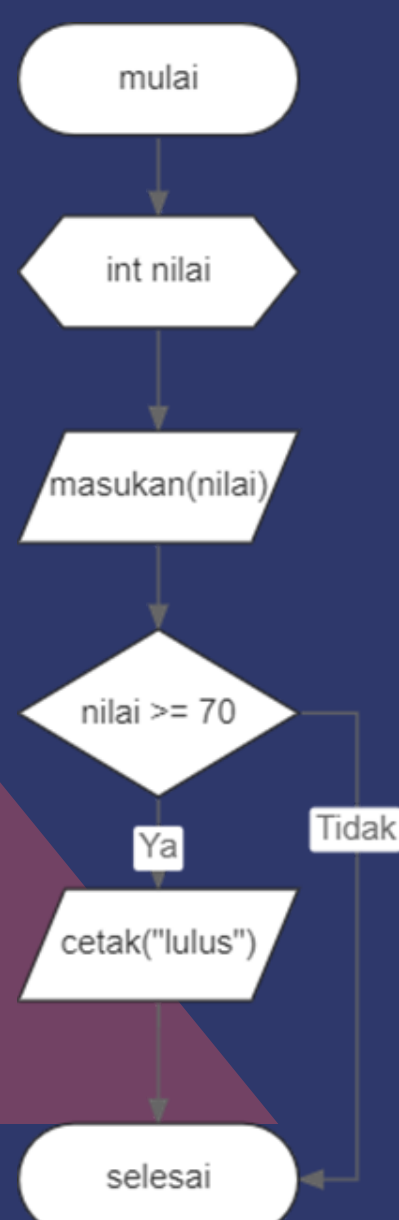 mulai
int nilai
masukan(nilai)
nilai >= 70
Ya
Tidak
cetak("lulus")
selesai